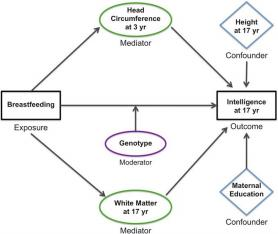 Head
Circumference
at 3 yr
Mediator
Height
at 17 yr
Confounder
Breastfeeding
Exposure
Intelligence
at 17 yr
Outcome
Genotype
Moderator
White Matter
at 17 yr
Mediator
Maternal
Education
Confounder